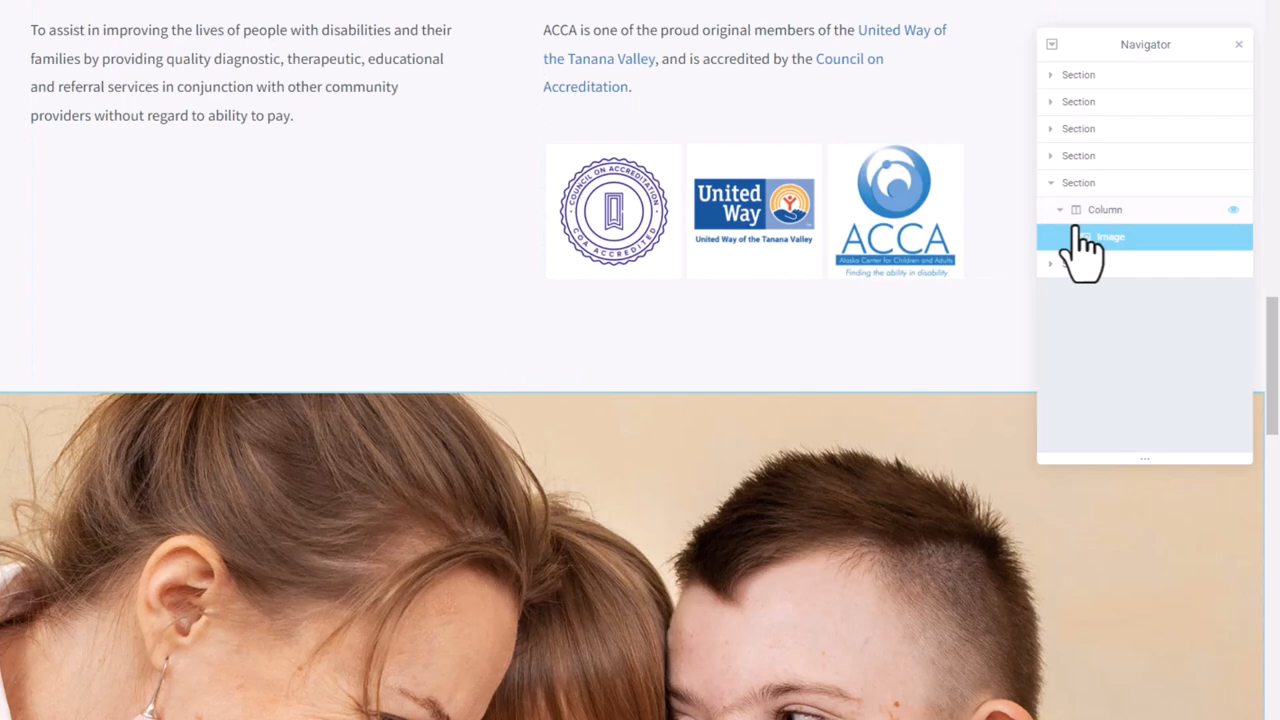 To assist in improving the lives of people with disabilities and their
families by providing quality diagnostic, therapeutic, educational
and referral services in conjunction with other community
providers without regard to ability to pay.
ACCA is one of the proud original members of the United Way of
the Tanana Valley, and is accredited by the Council on
Accreditation.
COUNCIL ON ACCREDITATION
COA ACCREDITED
United
Way
United Way of the Tanana Valley
ACCA
Alaska Center for Children and Adults
Finding the ability in disability
Navigator
Section
Section
Section
Section
Section
Column
Image